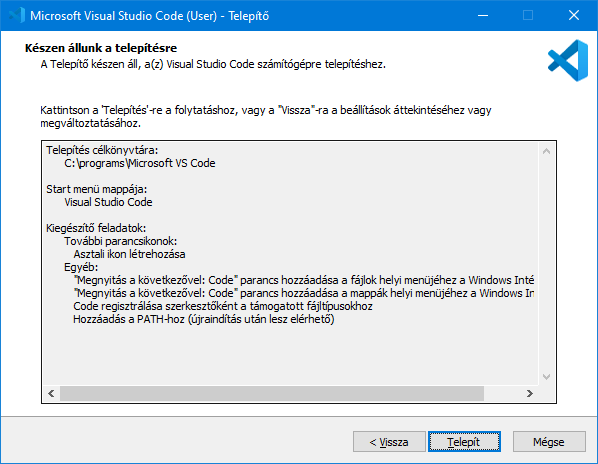 Microsoft Visual Studio Code (User) - Telepítő
Készen állunk a telepítésre
A Telepítő készen áll, a(z) Visual Studio Code számítógépre telepítéshez.
Kattintson a 'Telepítés'-re a folytatáshoz, vagy a "Vissza"-ra a beállítások áttekintéséhez vagy
megváltoztatásához.
Telepítés célkönyvtára:
C:\programs\Microsoft VS Code
Start menü mappája:
Visual Studio Code
Kiegészítő feladatok:
További parancsikonok:
Asztali ikon létrehozása
Egyéb:
"Megnyitás a következővel: Code" parancs hozzáadása a fájlok helyi menüjéhez a Windows Inté
"Megnyitás a következővel: Code" parancs hozzáadása a mappák helyi menüjéhez a Windows In
Code regisztrálása szerkesztőként a támogatott fájltípusokhoz
Hozzáadás a PATH-hoz (újraindítás után lesz elérhető)
< Vissza
Telepít
Mégse